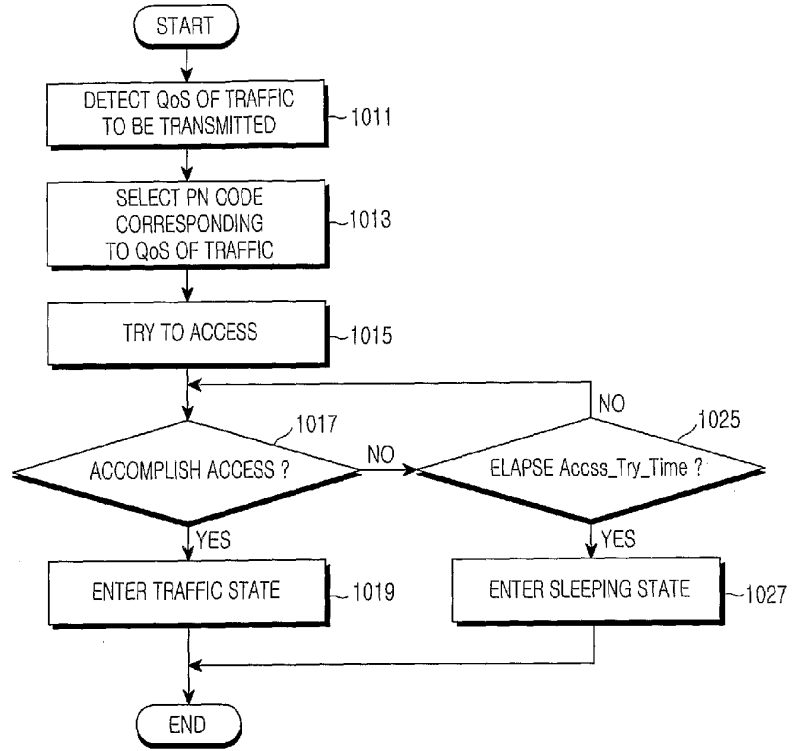 START
DETECT QoS OF TRAFFIC
TO BE TRANSMITTED
1011
SELECT PN CODE
CORRESPONDING
TO QoS OF TRAFFIC
1013
TRY TO ACCESS
1015
1017
ACCOMPLISH ACCESS ?
NO
YES
NO
1025
ELAPSE Accss_Try_Time ?
YES
ENTER TRAFFIC STATE
1019
ENTER SLEEPING STATE
1027
END